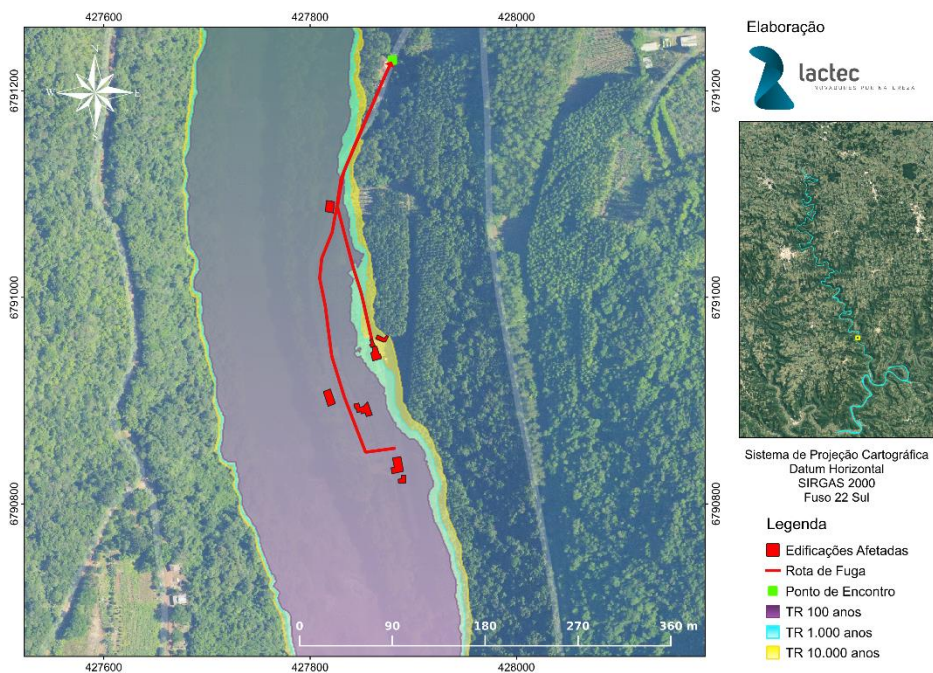 427600
427800
428000
Elaboração
lactec
6791200
6791200
6791000
6791000
6790800
6790800
Sistema de Projeção Cartográfica
Datum Horizontal
SIRGAS 2000
Fuso 22 Sul
Legenda
Edificações Afetadas
Rota de Fuga
Ponto de Encontro
TR 100 anos
TR 1.000 anos
TR 10.000 anos
0 90 180 270 360 m
427600
427800
428000